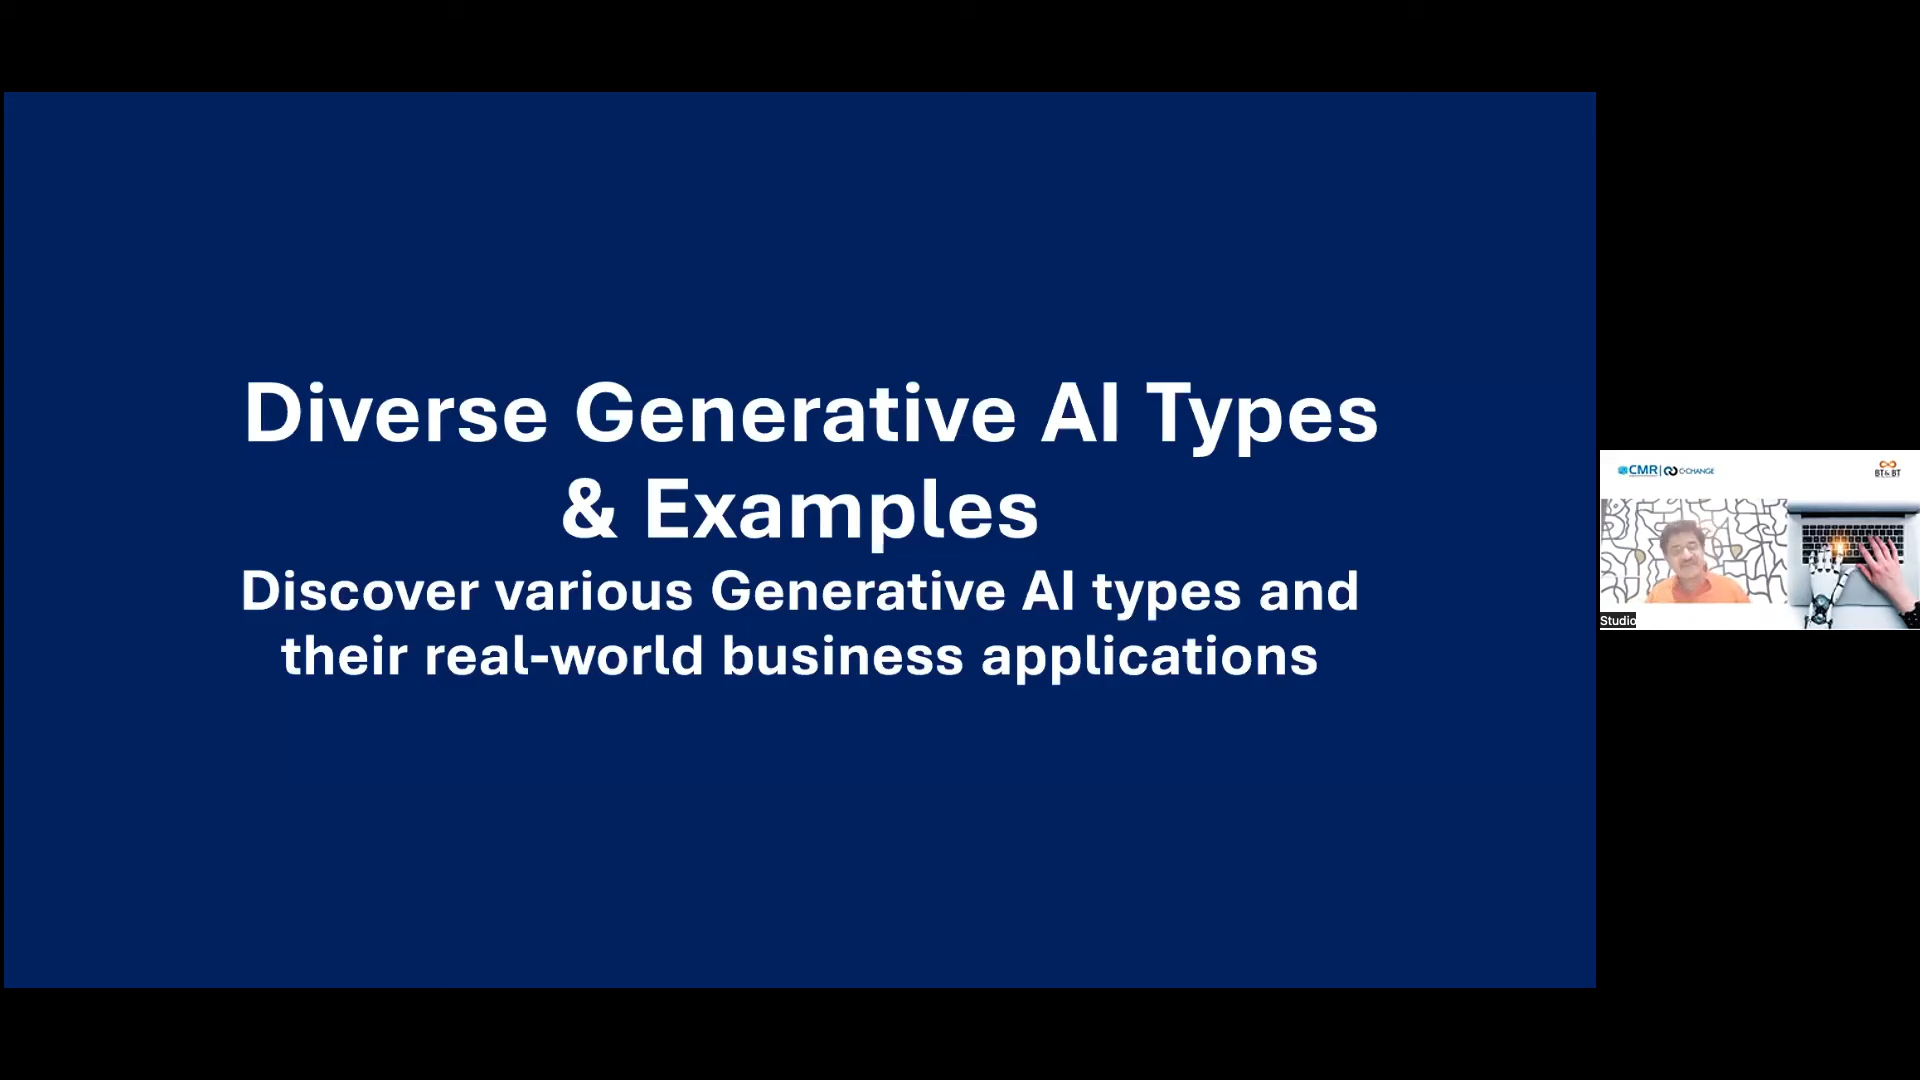 Diverse Generative AI Types
& Examples
Discover various Generative AI types and
their real-world business applications
CMR
C-CHANGE
BT & BT
Studio